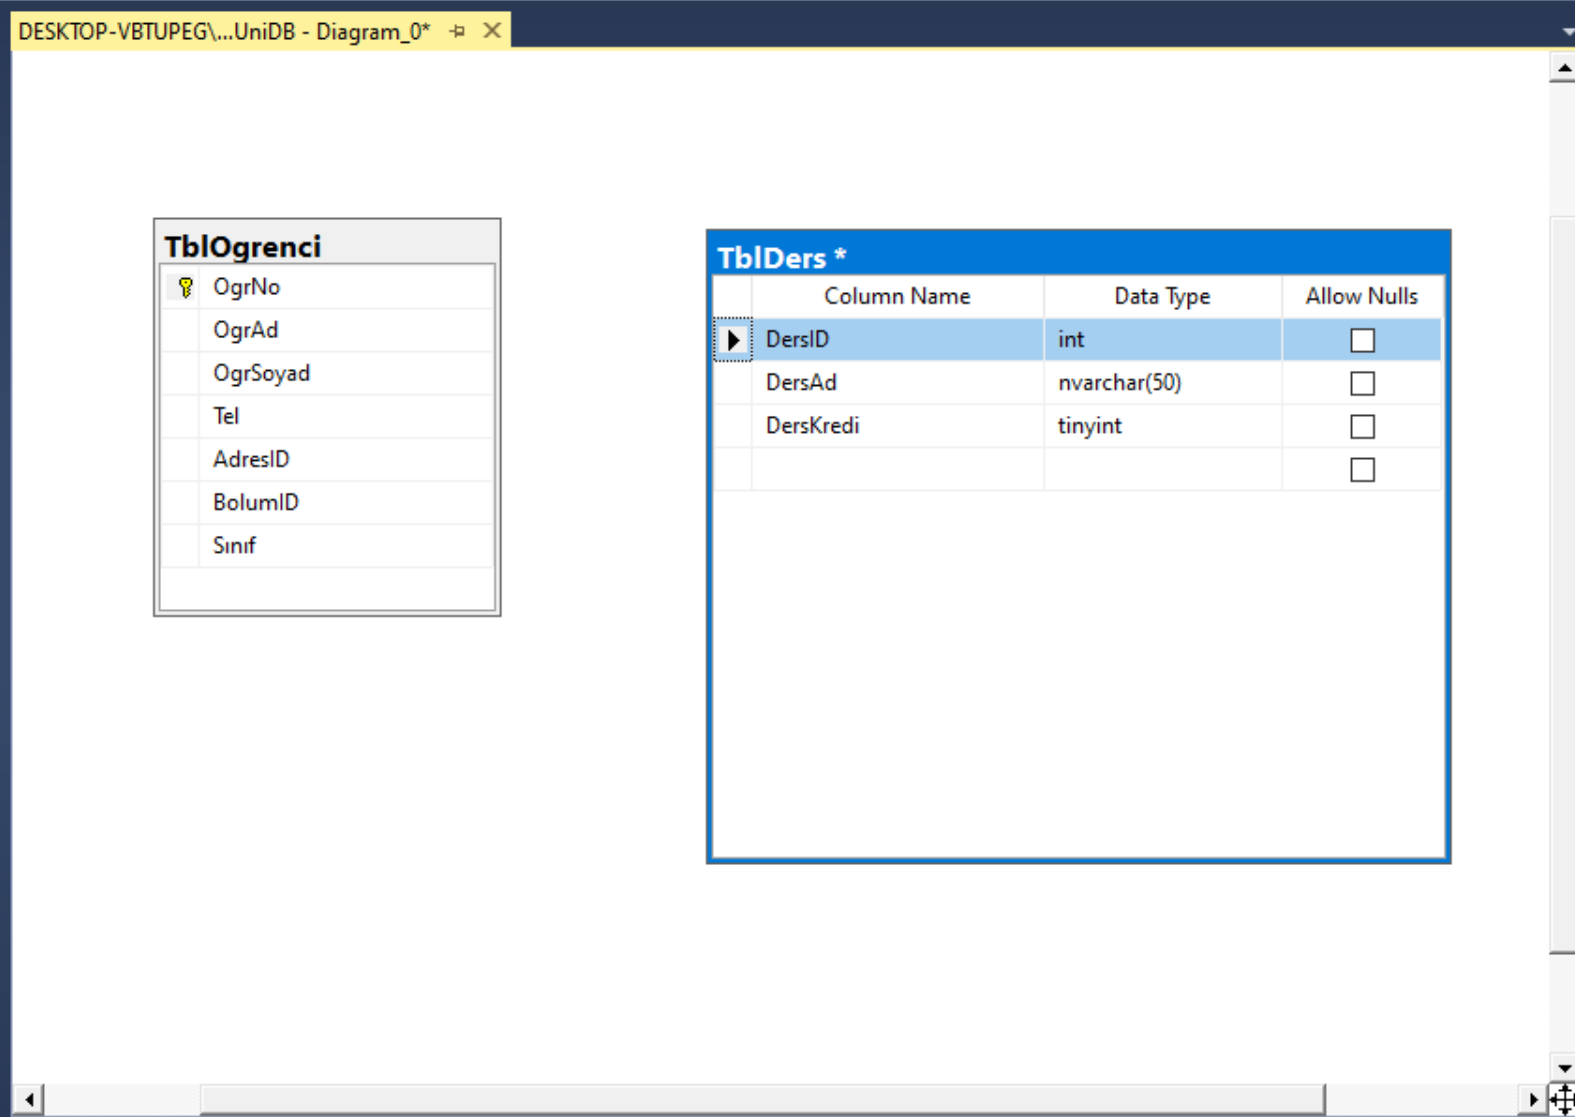 DESKTOP-VBTUPEG\...UniDB - Diagram_0*
TblOgrenci
OgrNo
OgrAd
OgrSoyad
Tel
AdresID
BolumID
Sınıf
TblDers *
Column Name Data Type Allow Nulls
DersID int
DersAd nvarchar(50)
DersKredi tinyint